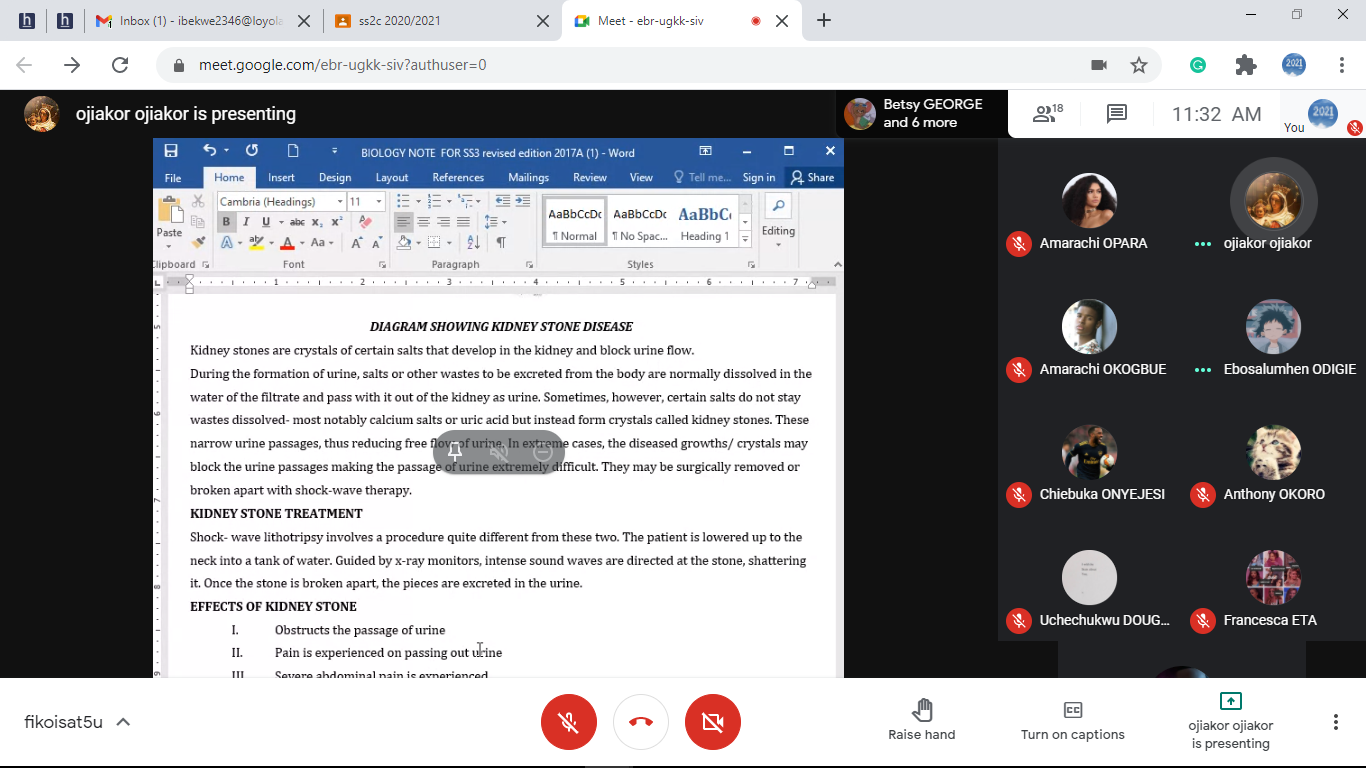 Inbox (1) - ibekwe2346@loyola
ss2c 2020/2021
Meet - ebr-ugkk-siv
meet.google.com/ebr-ugkk-siv?authuser=0
2021
ojiakor ojiakor is presenting
Betsy GEORGE
and 6 more
18
11:32 AM
You
2021
BIOLOGY NOTE FOR SS3 revised edition 2017A (1) - Word
File Home Insert Design Layout References Mailings Review View Tell me... Sign in Share
Cambria (Headings) 11
Paste
B I U abc x₂ x²
A ab A Aa A A
AaBbCcDc AaBbCcDc AaBbC
¶ Normal ¶ No Spac... Heading 1
Editing
Clipboard Font Paragraph Styles
1 2 3 4 5 6 7
DIAGRAM SHOWING KIDNEY STONE DISEASE
Kidney stones are crystals of certain salts that develop in the kidney and block urine flow.
During the formation of urine, salts or other wastes to be excreted from the body are normally dissolved in the
water of the filtrate and pass with it out of the kidney as urine. Sometimes, however, certain salts do not stay
wastes dissolved- most notably calcium salts or uric acid but instead form crystals called kidney stones. These
narrow urine passages, thus reducing free flow of urine. In extreme cases, the diseased growths/ crystals may
block the urine passages making the passage of urine extremely difficult. They may be surgically removed or
broken apart with shock-wave therapy.
KIDNEY STONE TREATMENT
Shock- wave lithotripsy involves a procedure quite different from these two. The patient is lowered up to the
neck into a tank of water. Guided by x-ray monitors, intense sound waves are directed at the stone, shattering
it. Once the stone is broken apart, the pieces are excreted in the urine.
EFFECTS OF KIDNEY STONE
I. Obstructs the passage of urine
II. Pain is experienced on passing out urine
III. Severe abdominal pain is experienced
Amarachi OPARA
ojiakor ojiakor
Amarachi OKOGBUE
Ebosalumhen ODIGIE
Chiebuka ONYEJESI
Anthony OKORO
Uchechukwu DOUG...
Francesca ETA
fikoisat5u
Raise hand
Turn on captions
ojiakor ojiakor
is presenting